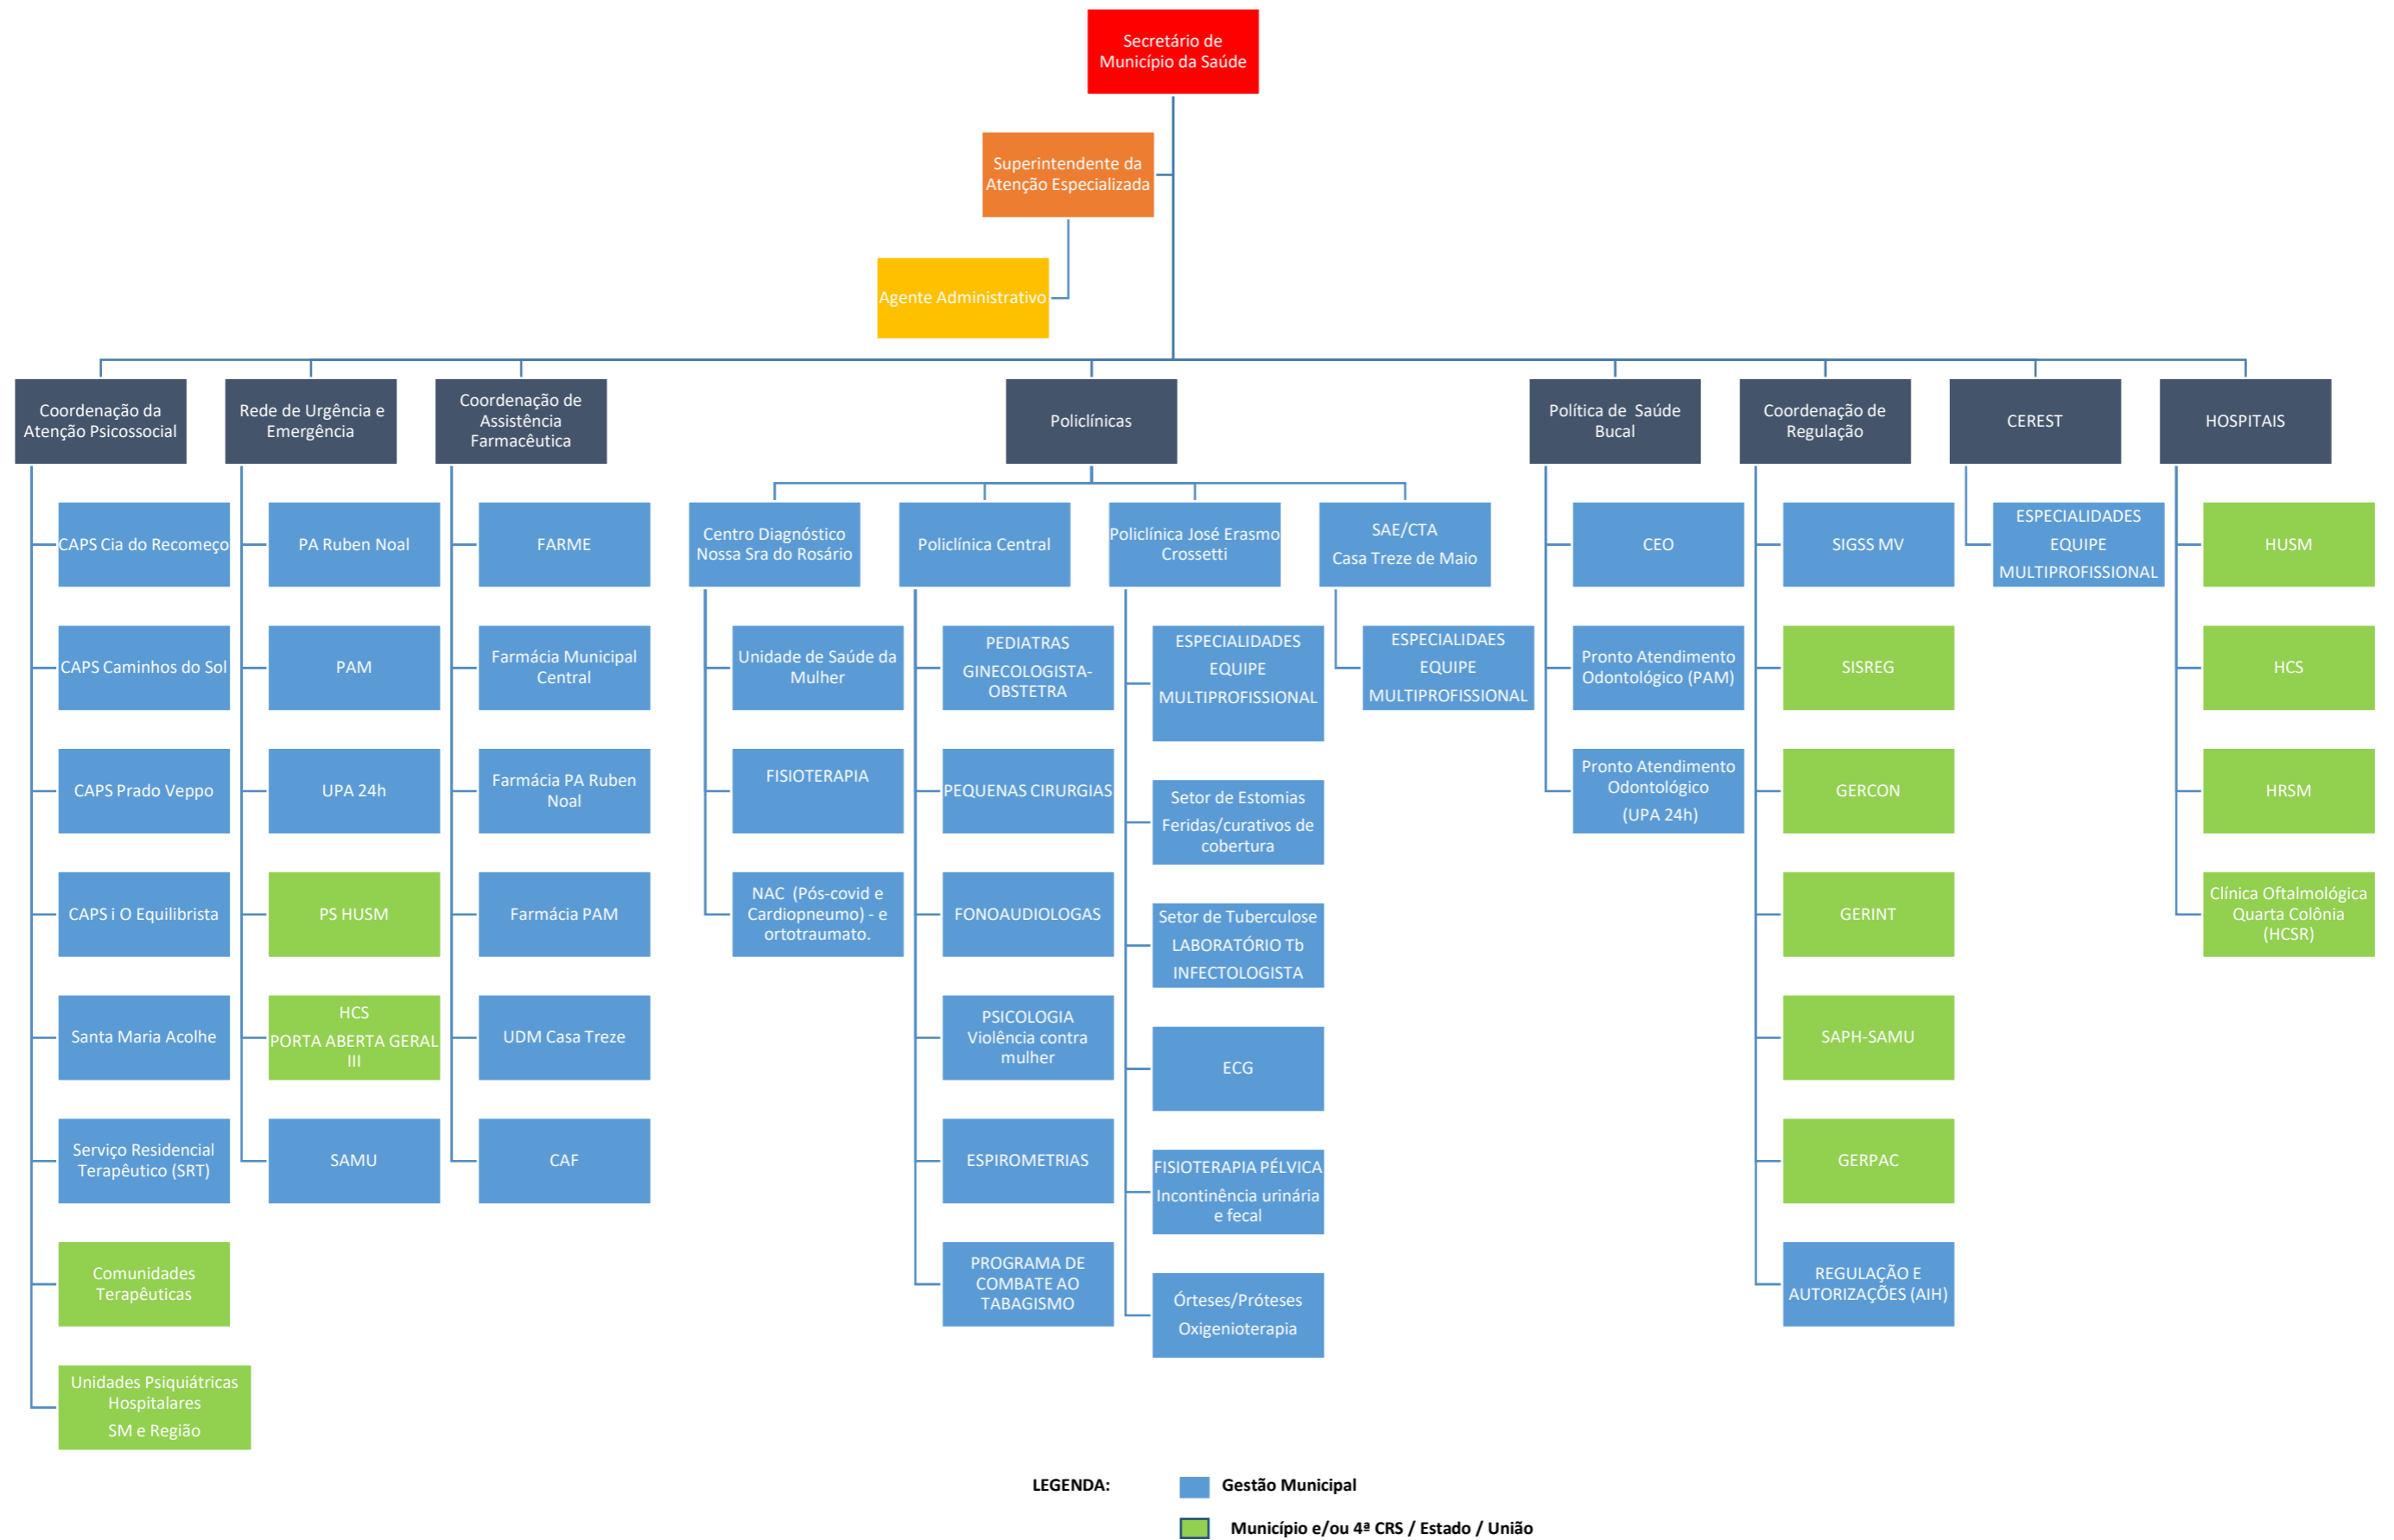 Secretário de
Município da Saúde
Superintendente da
Atenção Especializada
Agente Administrativo
Coordenação da
Atenção Psicossocial
CAPS Cia do Recomeço
CAPS Caminhos do Sol
CAPS Prado Veppo
CAPS i O Equilibrista
Santa Maria Acolhe
Serviço Residencial
Terapêutico (SRT)
Comunidades
Terapêuticas
Unidades Psiquiátricas
Hospitalares
SM e Região
Rede de Urgência e
Emergência
PA Ruben Noal
PAM
UPA 24h
PS HUSM
HCS
PORTA ABERTA GERAL
III
SAMU
Coordenação de
Assistência
Farmacêutica
FARME
Farmácia Municipal
Central
Farmácia PA Ruben
Noal
Farmácia PAM
UDM Casa Treze
CAF
Policlínicas
Centro Diagnóstico
Nossa Sra do Rosário
Unidade de Saúde da
Mulher
FISIOTERAPIA
NAC (Pós-covid e
Cardiopneumo) - e
ortotraumato.
Policlínica Central
PEDIATRAS
GINECOLOGISTA-
OBSTETRA
PEQUENAS CIRURGIAS
FONOAUDIOLOGAS
PSICOLOGIA
Violência contra
mulher
ESPIROMETRIAS
PROGRAMA DE
COMBATE AO
TABAGISMO
Policlínica José Erasmo
Crossetti
ESPECIALIDADES
EQUIPE
MULTIPROFISSIONAL
Setor de Estomias
Feridas/curativos de
cobertura
Setor de Tuberculose
LABORATÓRIO Tb
INFECTOLOGISTA
ECG
FISIOTERAPIA PÉLVICA
Incontinência urinária
e fecal
Órteses/Próteses
Oxigenioterapia
SAE/CTA
Casa Treze de Maio
ESPECIALIDAES
EQUIPE
MULTIPROFISSIONAL
Política de Saúde
Bucal
CEO
Pronto Atendimento
Odontológico (PAM)
Pronto Atendimento
Odontológico
(UPA 24h)
Coordenação de
Regulação
SIGSS MV
SISREG
GERCON
GERINT
SAPH-SAMU
GERPAC
REGULAÇÃO E
AUTORIZAÇÕES (AIH)
CEREST
ESPECIALIDADES
EQUIPE
MULTIPROFISSIONAL
HOSPITAIS
HUSM
HCS
HRSM
Clínica Oftalmológica
Quarta Colônia
(HCSR)
LEGENDA:
Gestão Municipal
Município e/ou 4ª CRS / Estado / União